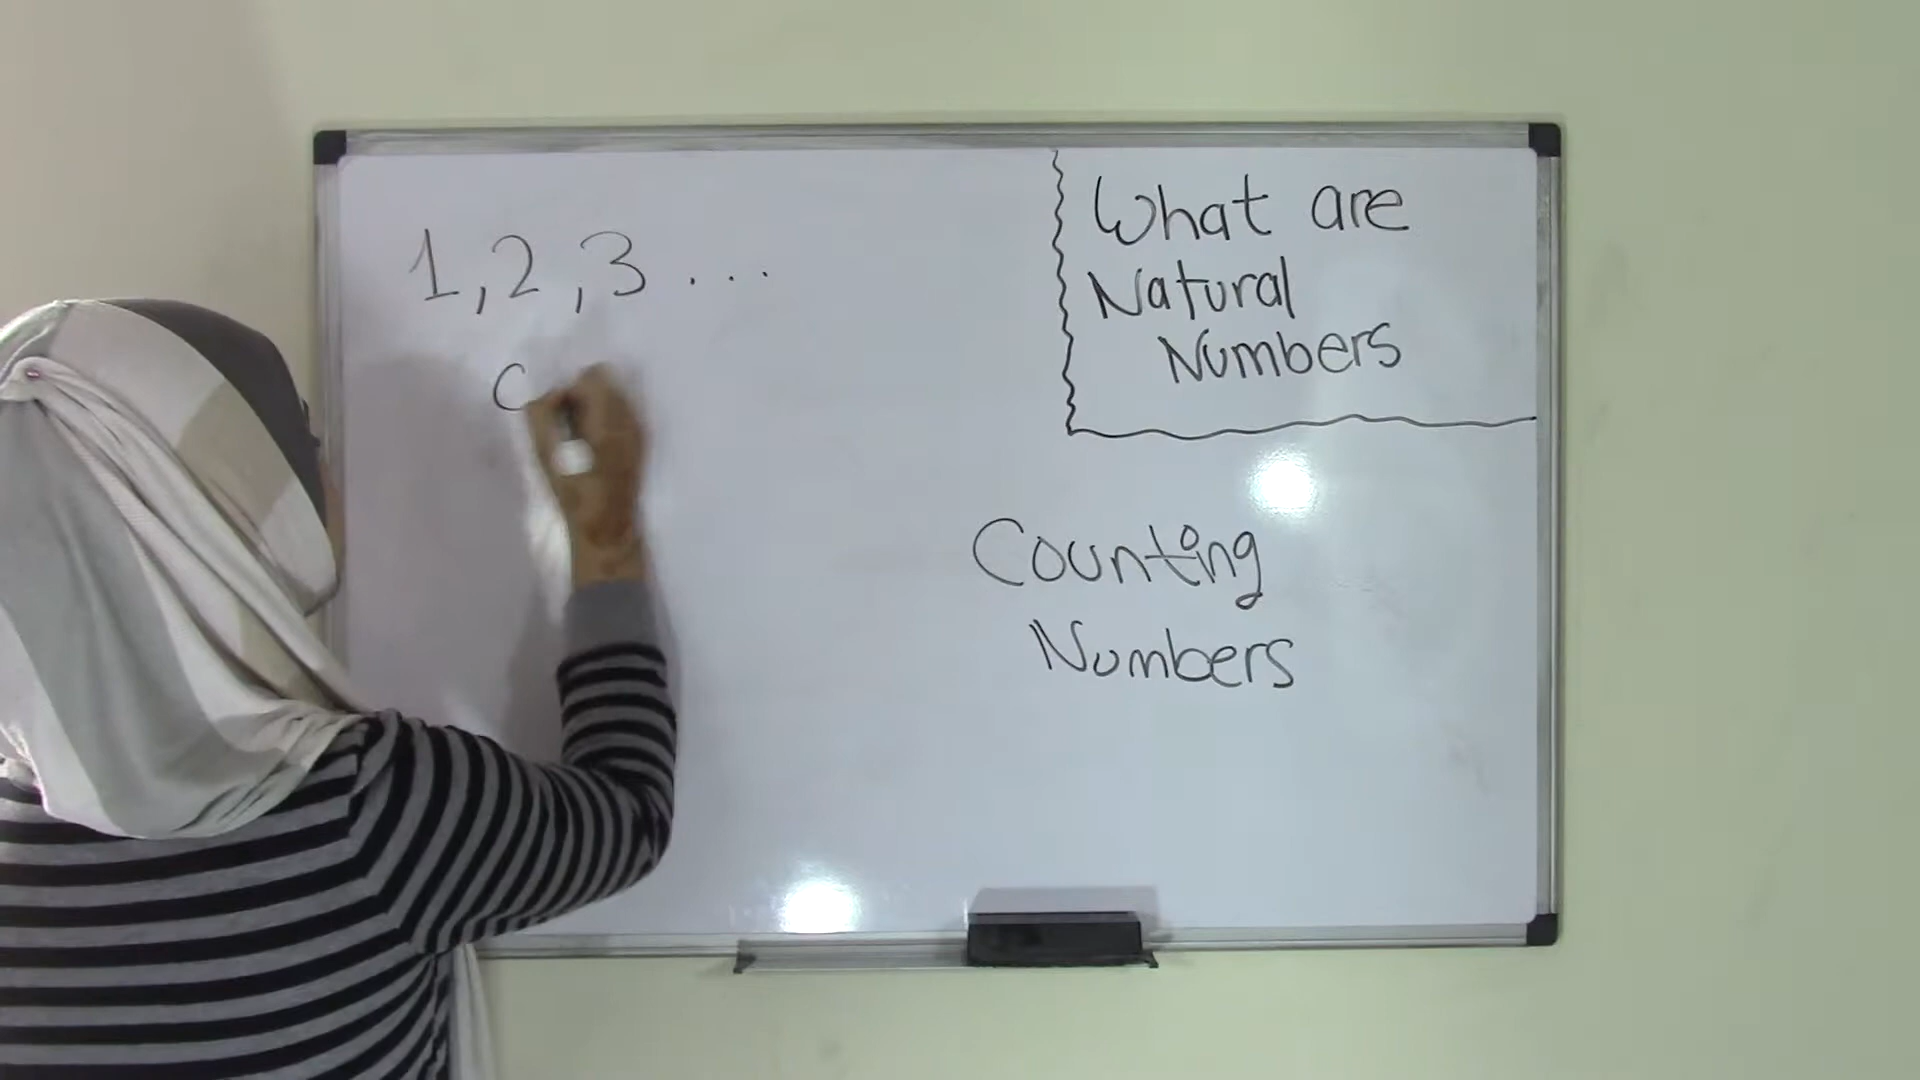 1, 2, 3 ...
What are
Natural
Numbers
Counting
Numbers